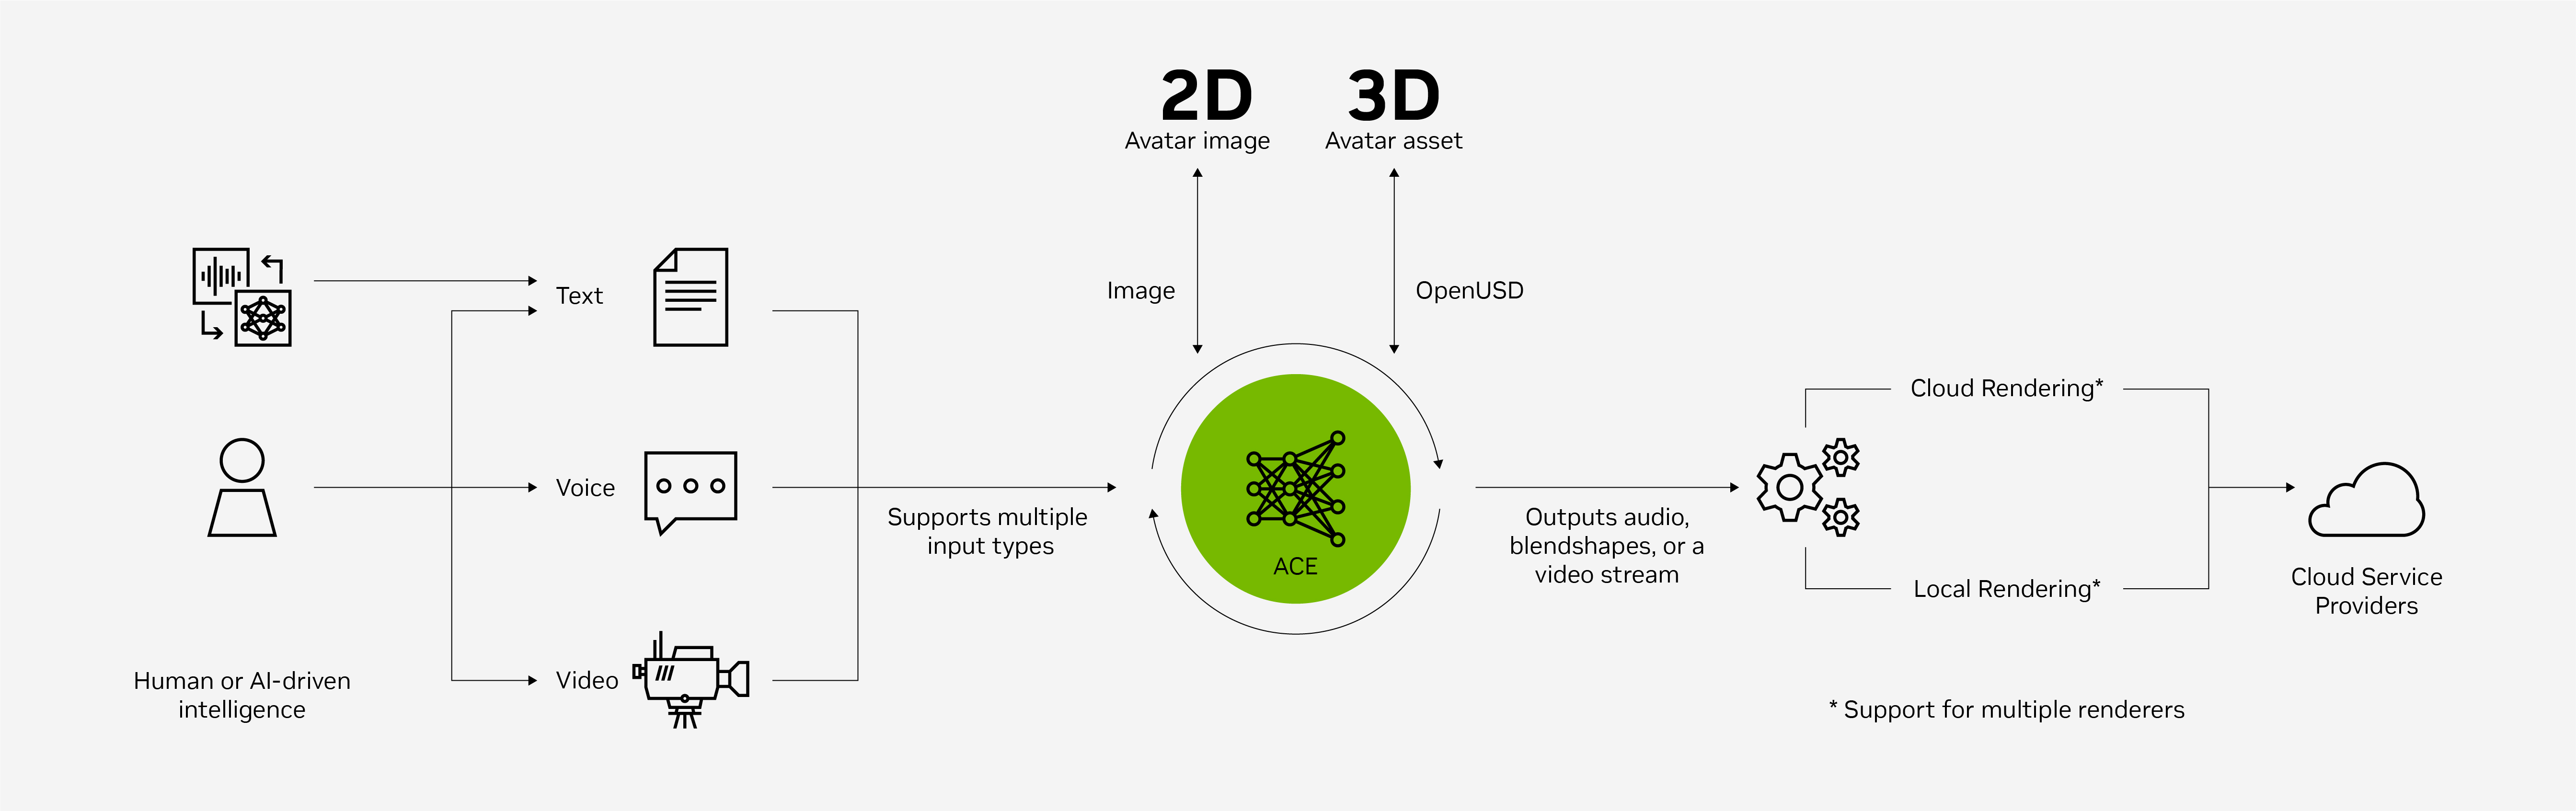 2D
Avatar image
3D
Avatar asset
Text
Image
OpenUSD
Cloud Rendering*
Voice
Supports multiple
input types
Outputs audio,
blendshapes, or a
video stream
ACE
Local Rendering*
Cloud Service
Providers
Human or AI-driven
intelligence
Video
* Support for multiple renderers